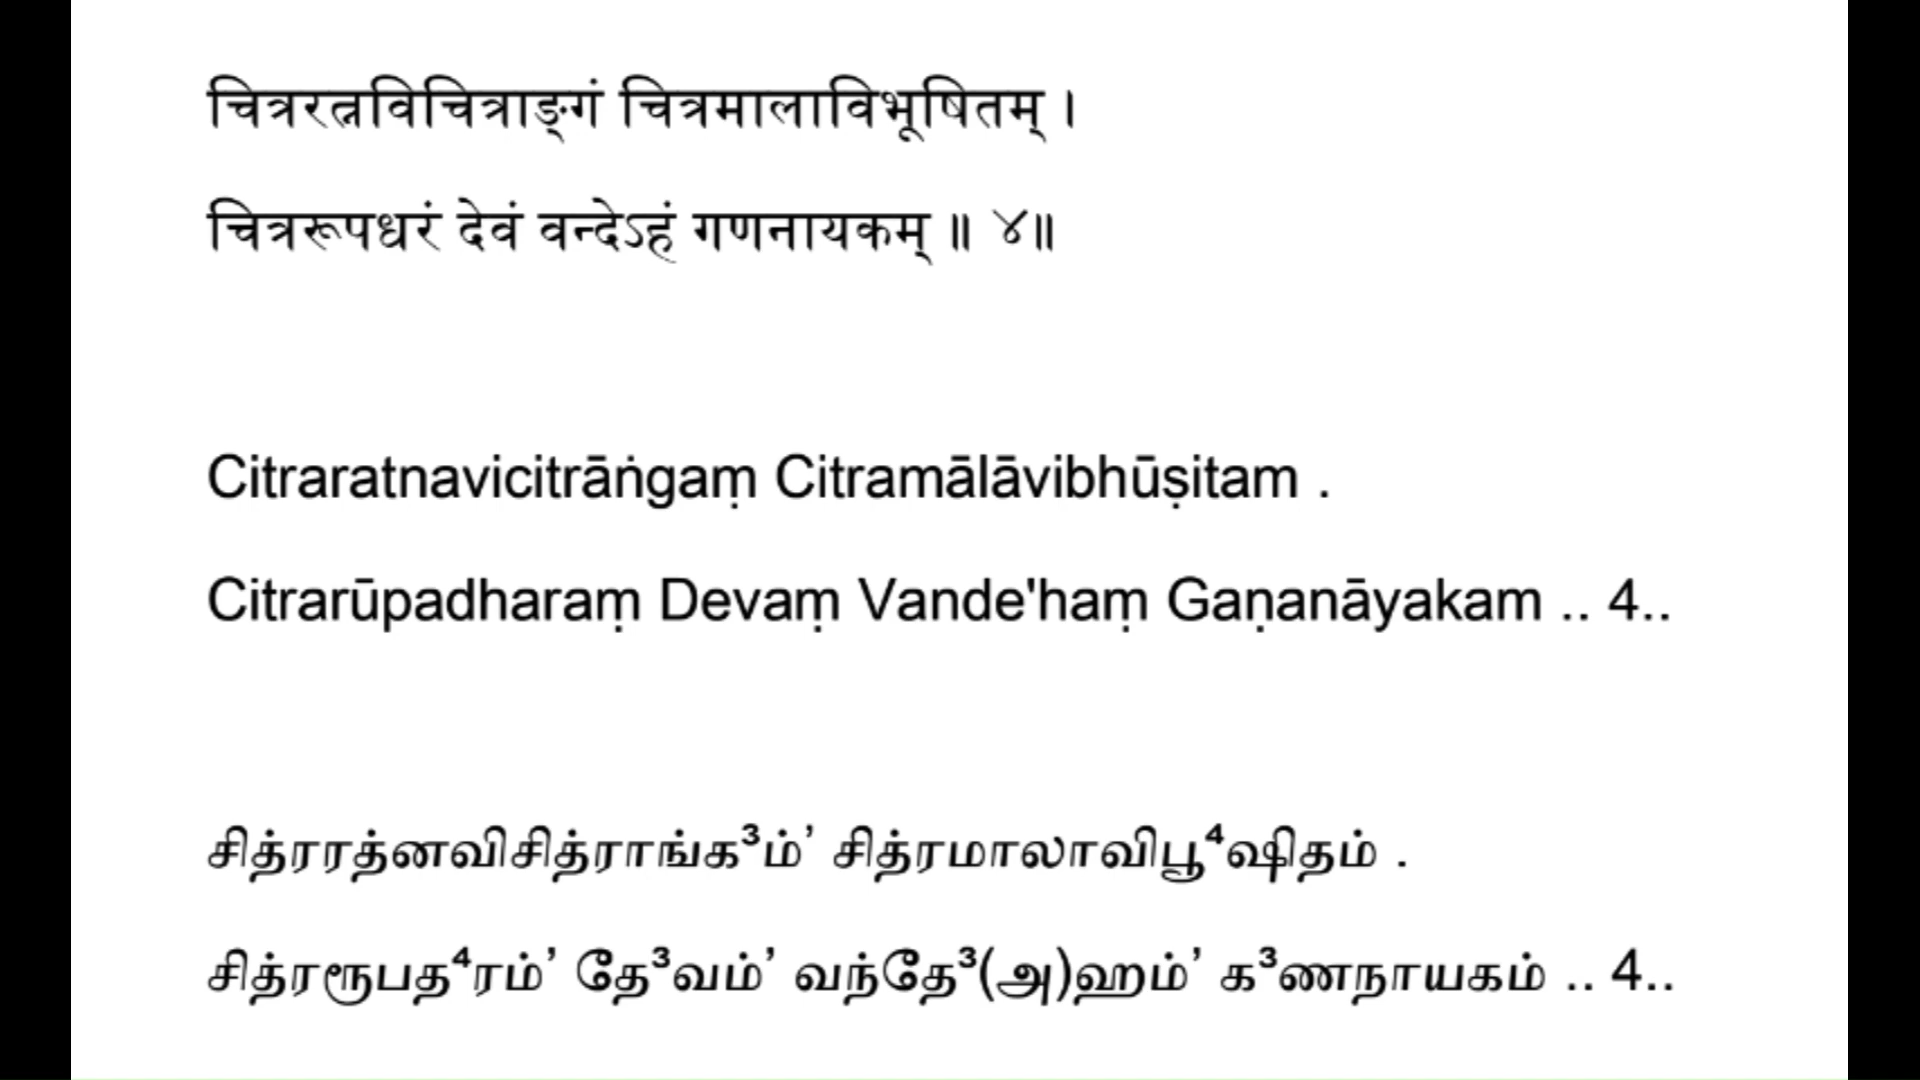 चित्ररत्नविचित्राङ्गं चित्रमालाविभूषितम् ।
चित्ररूपधरं देवं वन्देऽहं गणनायकम् ॥ ४॥
Citraratnavicitrāṅgaṃ Citramālāvibhūṣitam .
Citrarūpadharaṃ Devaṃ Vande'haṃ Gaṇanāyakam .. 4..
சித்ரரத்னவிசித்ராங்க³ம்ʼ சித்ரமாலாவிபூ⁴ஷிதம் .
சித்ரரூபத⁴ரம்ʼ தே³வம்ʼ வந்தே³(அ)ஹம்ʼ க³ணநாயகம் .. 4..